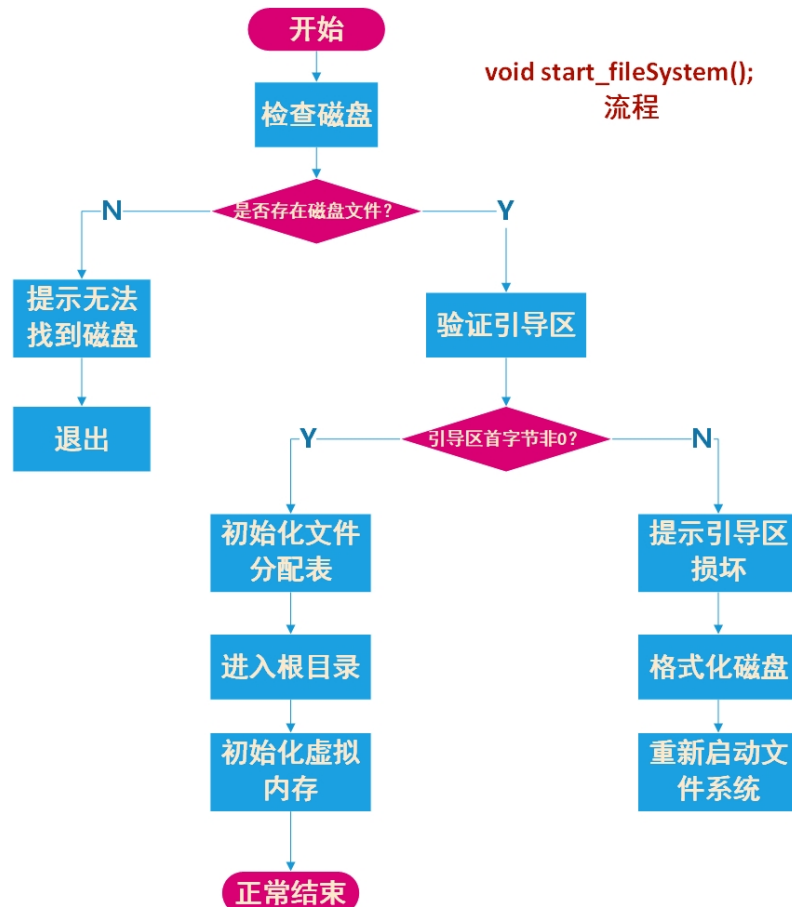 开始
void start_fileSystem();
流程
检查磁盘
是否存在磁盘文件?
N
Y
提示无法
找到磁盘
验证引导区
退出
引导区首字节非0?
Y
N
初始化文件
分配表
提示引导区
损坏
进入根目录
格式化磁盘
初始化虚拟
内存
重新启动文
件系统
正常结束